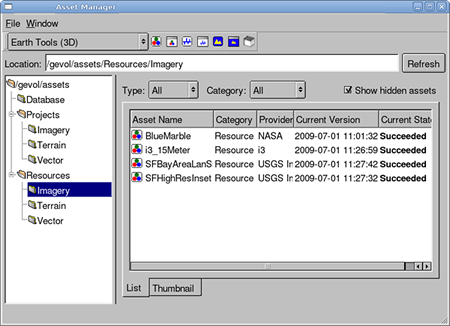 Asset Manager
File Window
Earth Tools (3D)
Location: /gevol/assets/Resources/Imagery Refresh
/gevol/assets
Database
Projects
Imagery
Terrain
Vector
Resources
Imagery
Terrain
Vector
Type: All Category: All Show hidden assets
Asset Name Category Provider Current Version Current State
BlueMarble Resource NASA 2009-07-01 11:01:32 Succeeded
i3_15Meter Resource i3 2009-07-01 11:26:59 Succeeded
SFBayAreaLanS Resource USGS In 2009-07-01 11:27:42 Succeeded
SFHighResInset Resource USGS In 2009-07-01 11:27:32 Succeeded
List Thumbnail